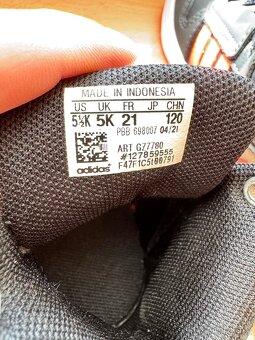 MADE IN INDONESIA
US UK FR JP CHN
5½K 5K 21 120
PBB 698007 04/21
ART GZ7780
#127859555
F47F1C5100791
adidas